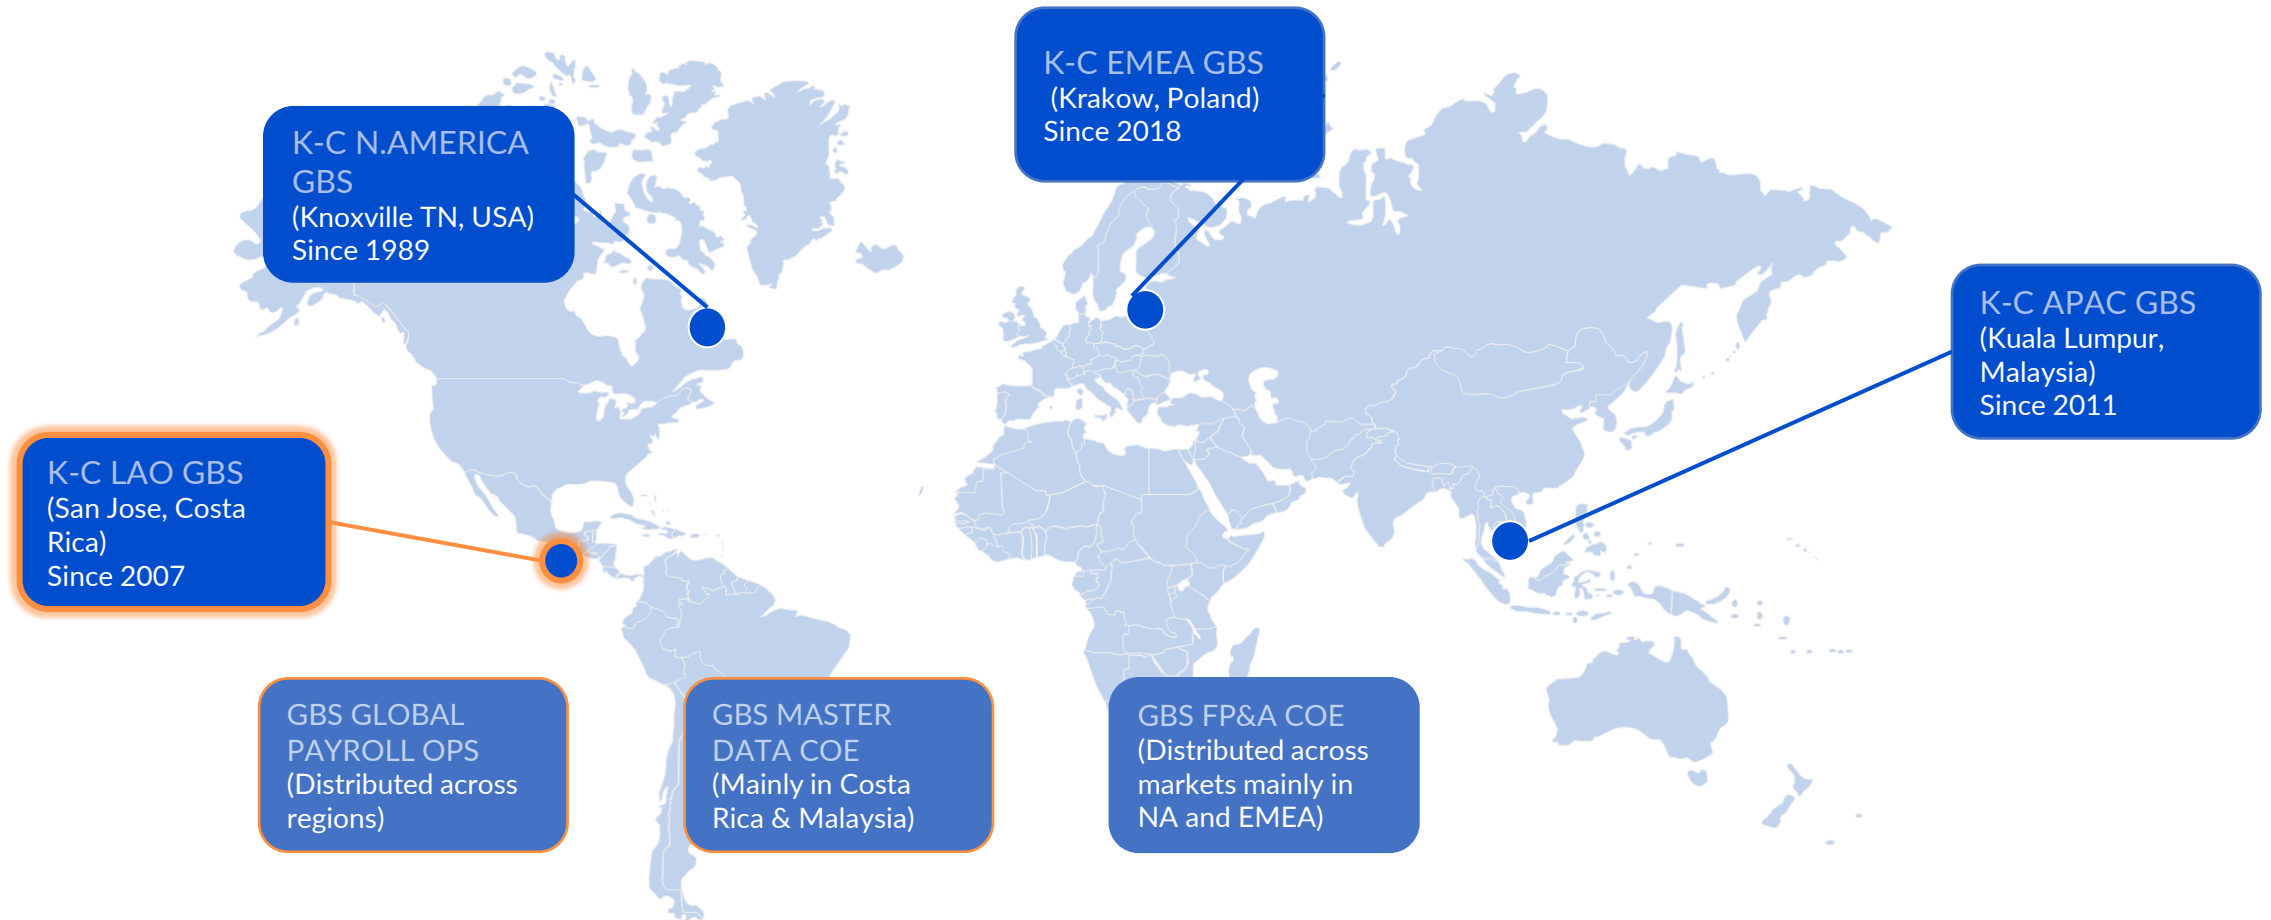 K-C EMEA GBS
(Krakow, Poland)
Since 2018
K-C N.AMERICA
GBS
(Knoxville TN, USA)
Since 1989
K-C APAC GBS
(Kuala Lumpur,
Malaysia)
Since 2011
K-C LAO GBS
(San Jose, Costa
Rica)
Since 2007
GBS GLOBAL
PAYROLL OPS
(Distributed across
regions)
GBS MASTER
DATA COE
(Mainly in Costa
Rica & Malaysia)
GBS FP&A COE
(Distributed across
markets mainly in
NA and EMEA)